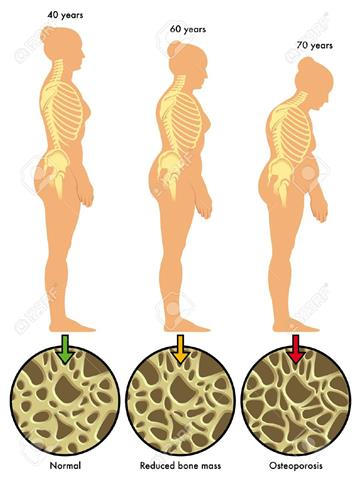 40 years
60 years
70 years
Normal
Reduced bone mass
Osteoporosis